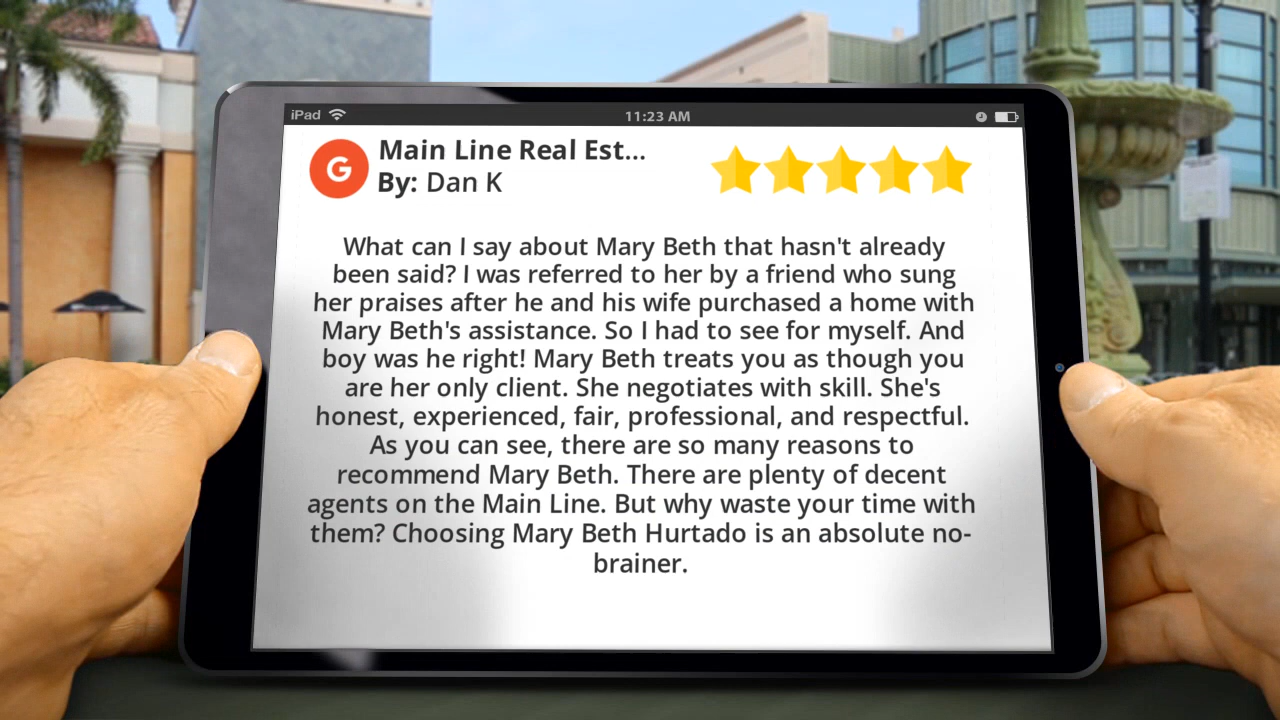 iPad 11:23 AM
G
Main Line Real Est...
By: Dan K
What can I say about Mary Beth that hasn't already
been said? I was referred to her by a friend who sung
her praises after he and his wife purchased a home with
Mary Beth's assistance. So I had to see for myself. And
boy was he right! Mary Beth treats you as though you
are her only client. She negotiates with skill. She's
honest, experienced, fair, professional, and respectful.
As you can see, there are so many reasons to
recommend Mary Beth. There are plenty of decent
agents on the Main Line. But why waste your time with
them? Choosing Mary Beth Hurtado is an absolute no-
brainer.